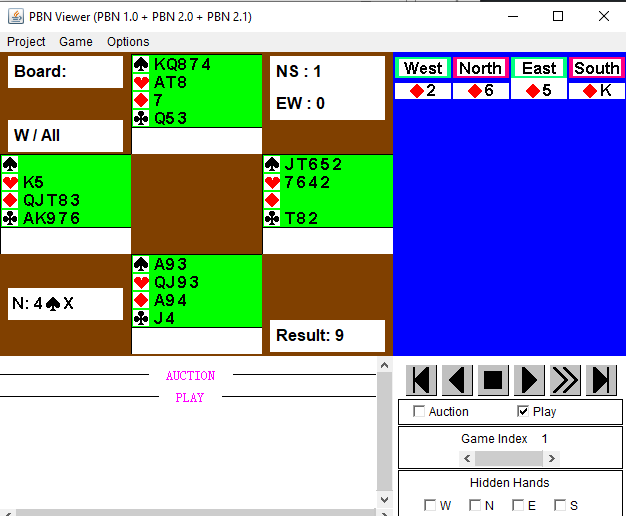 PBN Viewer (PBN 1.0 + PBN 2.0 + PBN 2.1)
Project Game Options
Board:
W / All
♠ KQ874
♥ AT8
♦ 7
♣ Q53
NS : 1
EW : 0
♠
♥ K5
♦ QJT83
♣ AK976
♠ JT652
♥ 7642
♦
♣ T82
N: 4♠X
♠ A93
♥ QJ93
♦ A94
♣ J4
Result: 9
West North East South
♦2 ♦6 ♦5 ♦K
AUCTION
PLAY
Auction Play
Game Index 1
Hidden Hands
W N E S